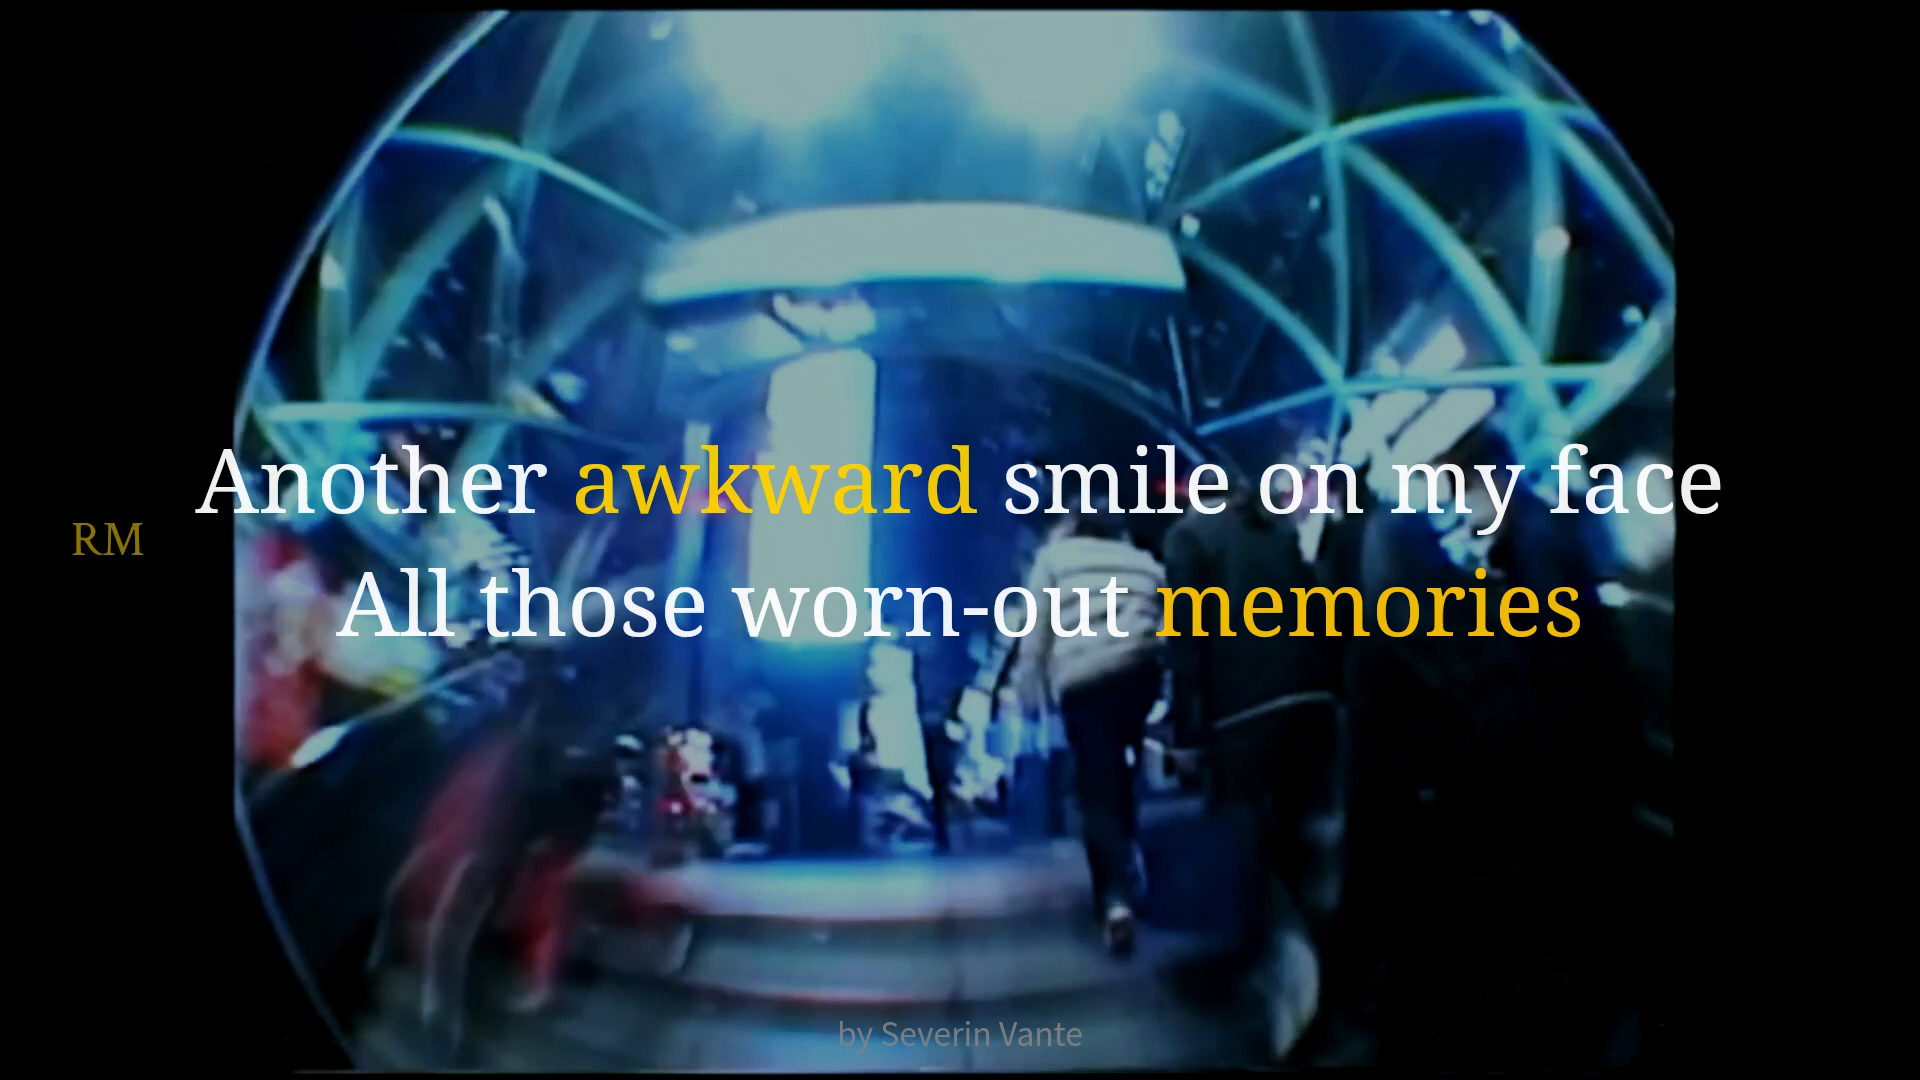 Another awkward smile on my face
RM
All those worn-out memories
by Severin Vante